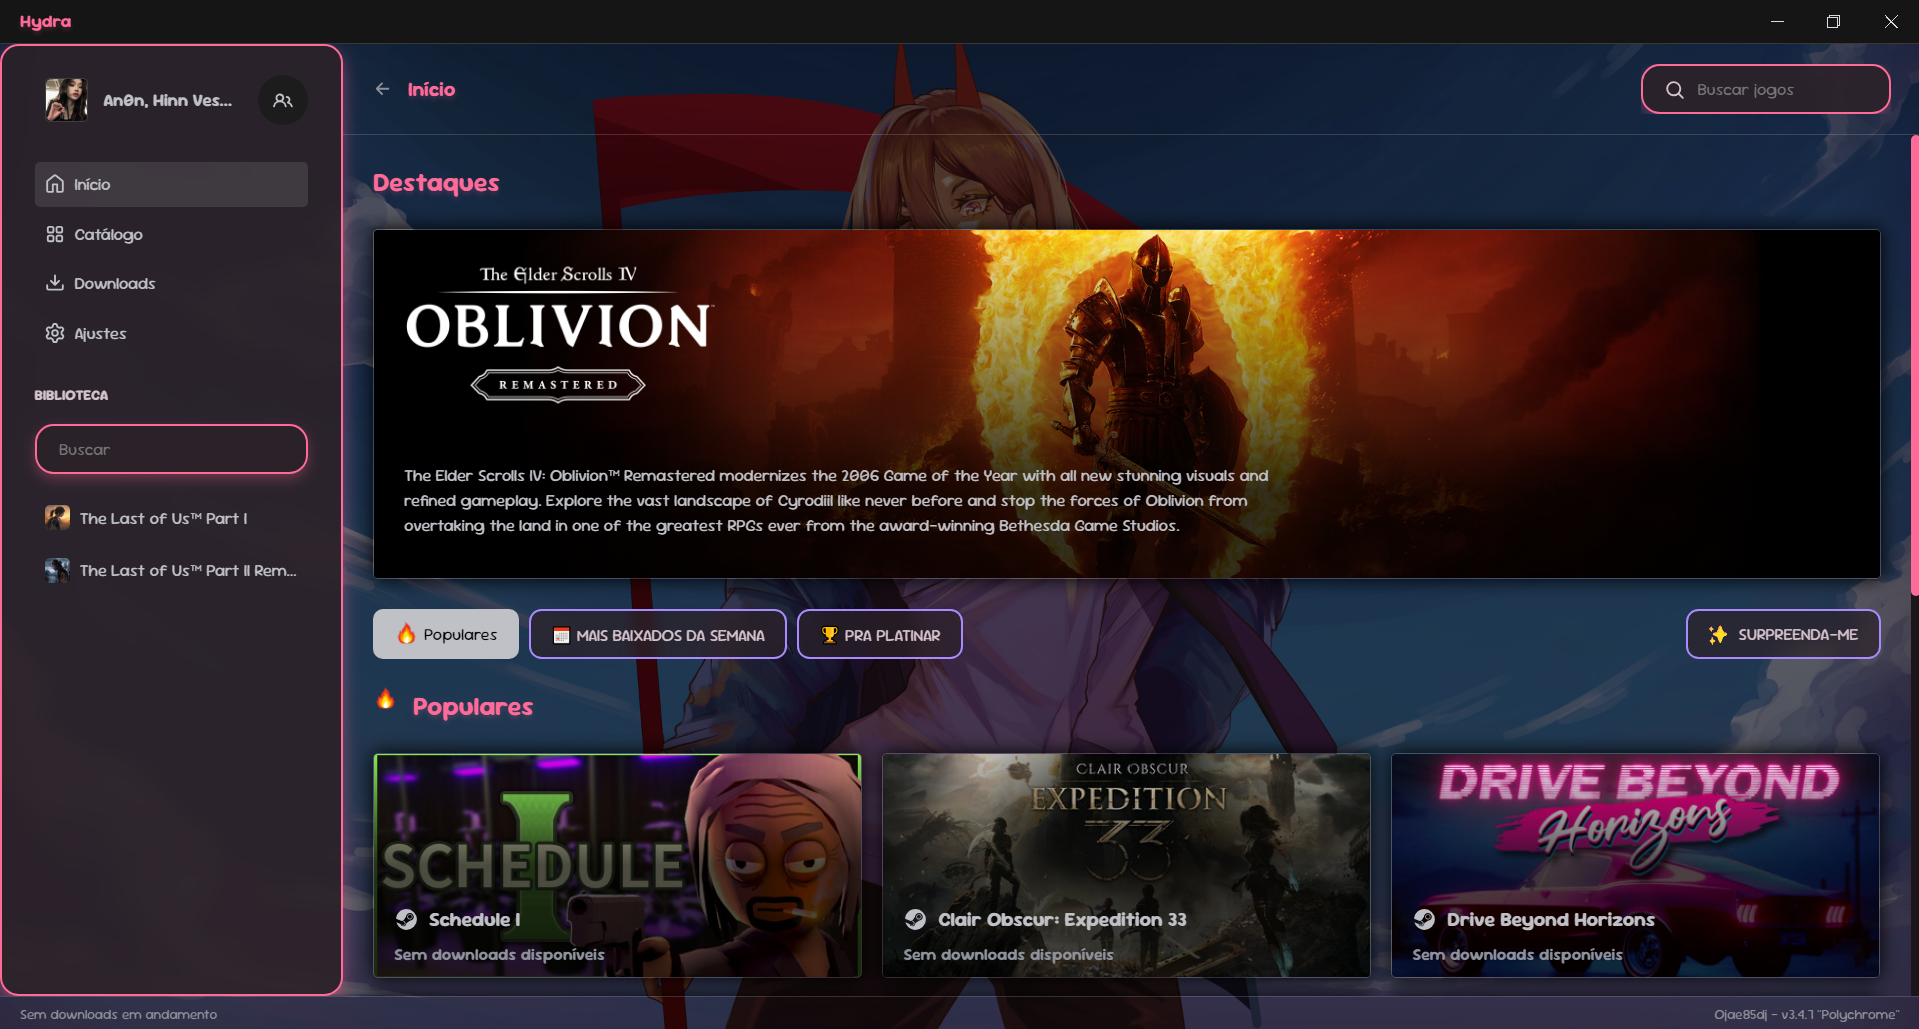 Hydra
An0n, Hinn Ves...
Início
Catálogo
Downloads
Ajustes
BIBLIOTECA
Buscar
The Last of Us™ Part I
The Last of Us™ Part II Rem...
Início
Buscar jogos
Destaques
The Elder Scrolls IV
OBLIVION™
REMASTERED
The Elder Scrolls IV: Oblivion™ Remastered modernizes the 2006 Game of the Year with all new stunning visuals and
refined gameplay. Explore the vast landscape of Cyrodiil like never before and stop the forces of Oblivion from
overtaking the land in one of the greatest RPGs ever from the award-winning Bethesda Game Studios.
Populares
MAIS BAIXADOS DA SEMANA
PRA PLATINAR
SURPREENDA-ME
Populares
I
SCHEDULE
Schedule I
Sem downloads disponíveis
CLAIR OBSCUR
EXPEDITION
33
Clair Obscur: Expedition 33
Sem downloads disponíveis
DRIVE BEYOND
Horizons
Drive Beyond Horizons
Sem downloads disponíveis
Sem downloads em andamento
Ojae85dj - v3.4.1 "Polychrome"